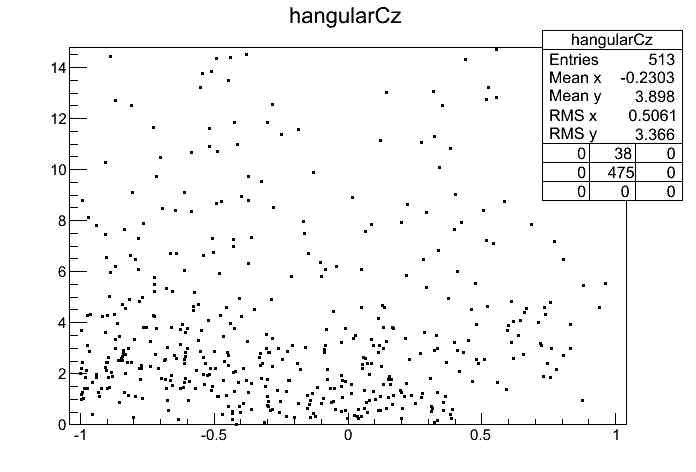 hangularCz
hangularCz
Entries 513
Mean x -0.2303
Mean y 3.898
RMS x 0.5061
RMS y 3.366
0 38 0
0 475 0
0 0 0
14
12
10
8
6
4
2
0
-1 -0.5 0 0.5 1